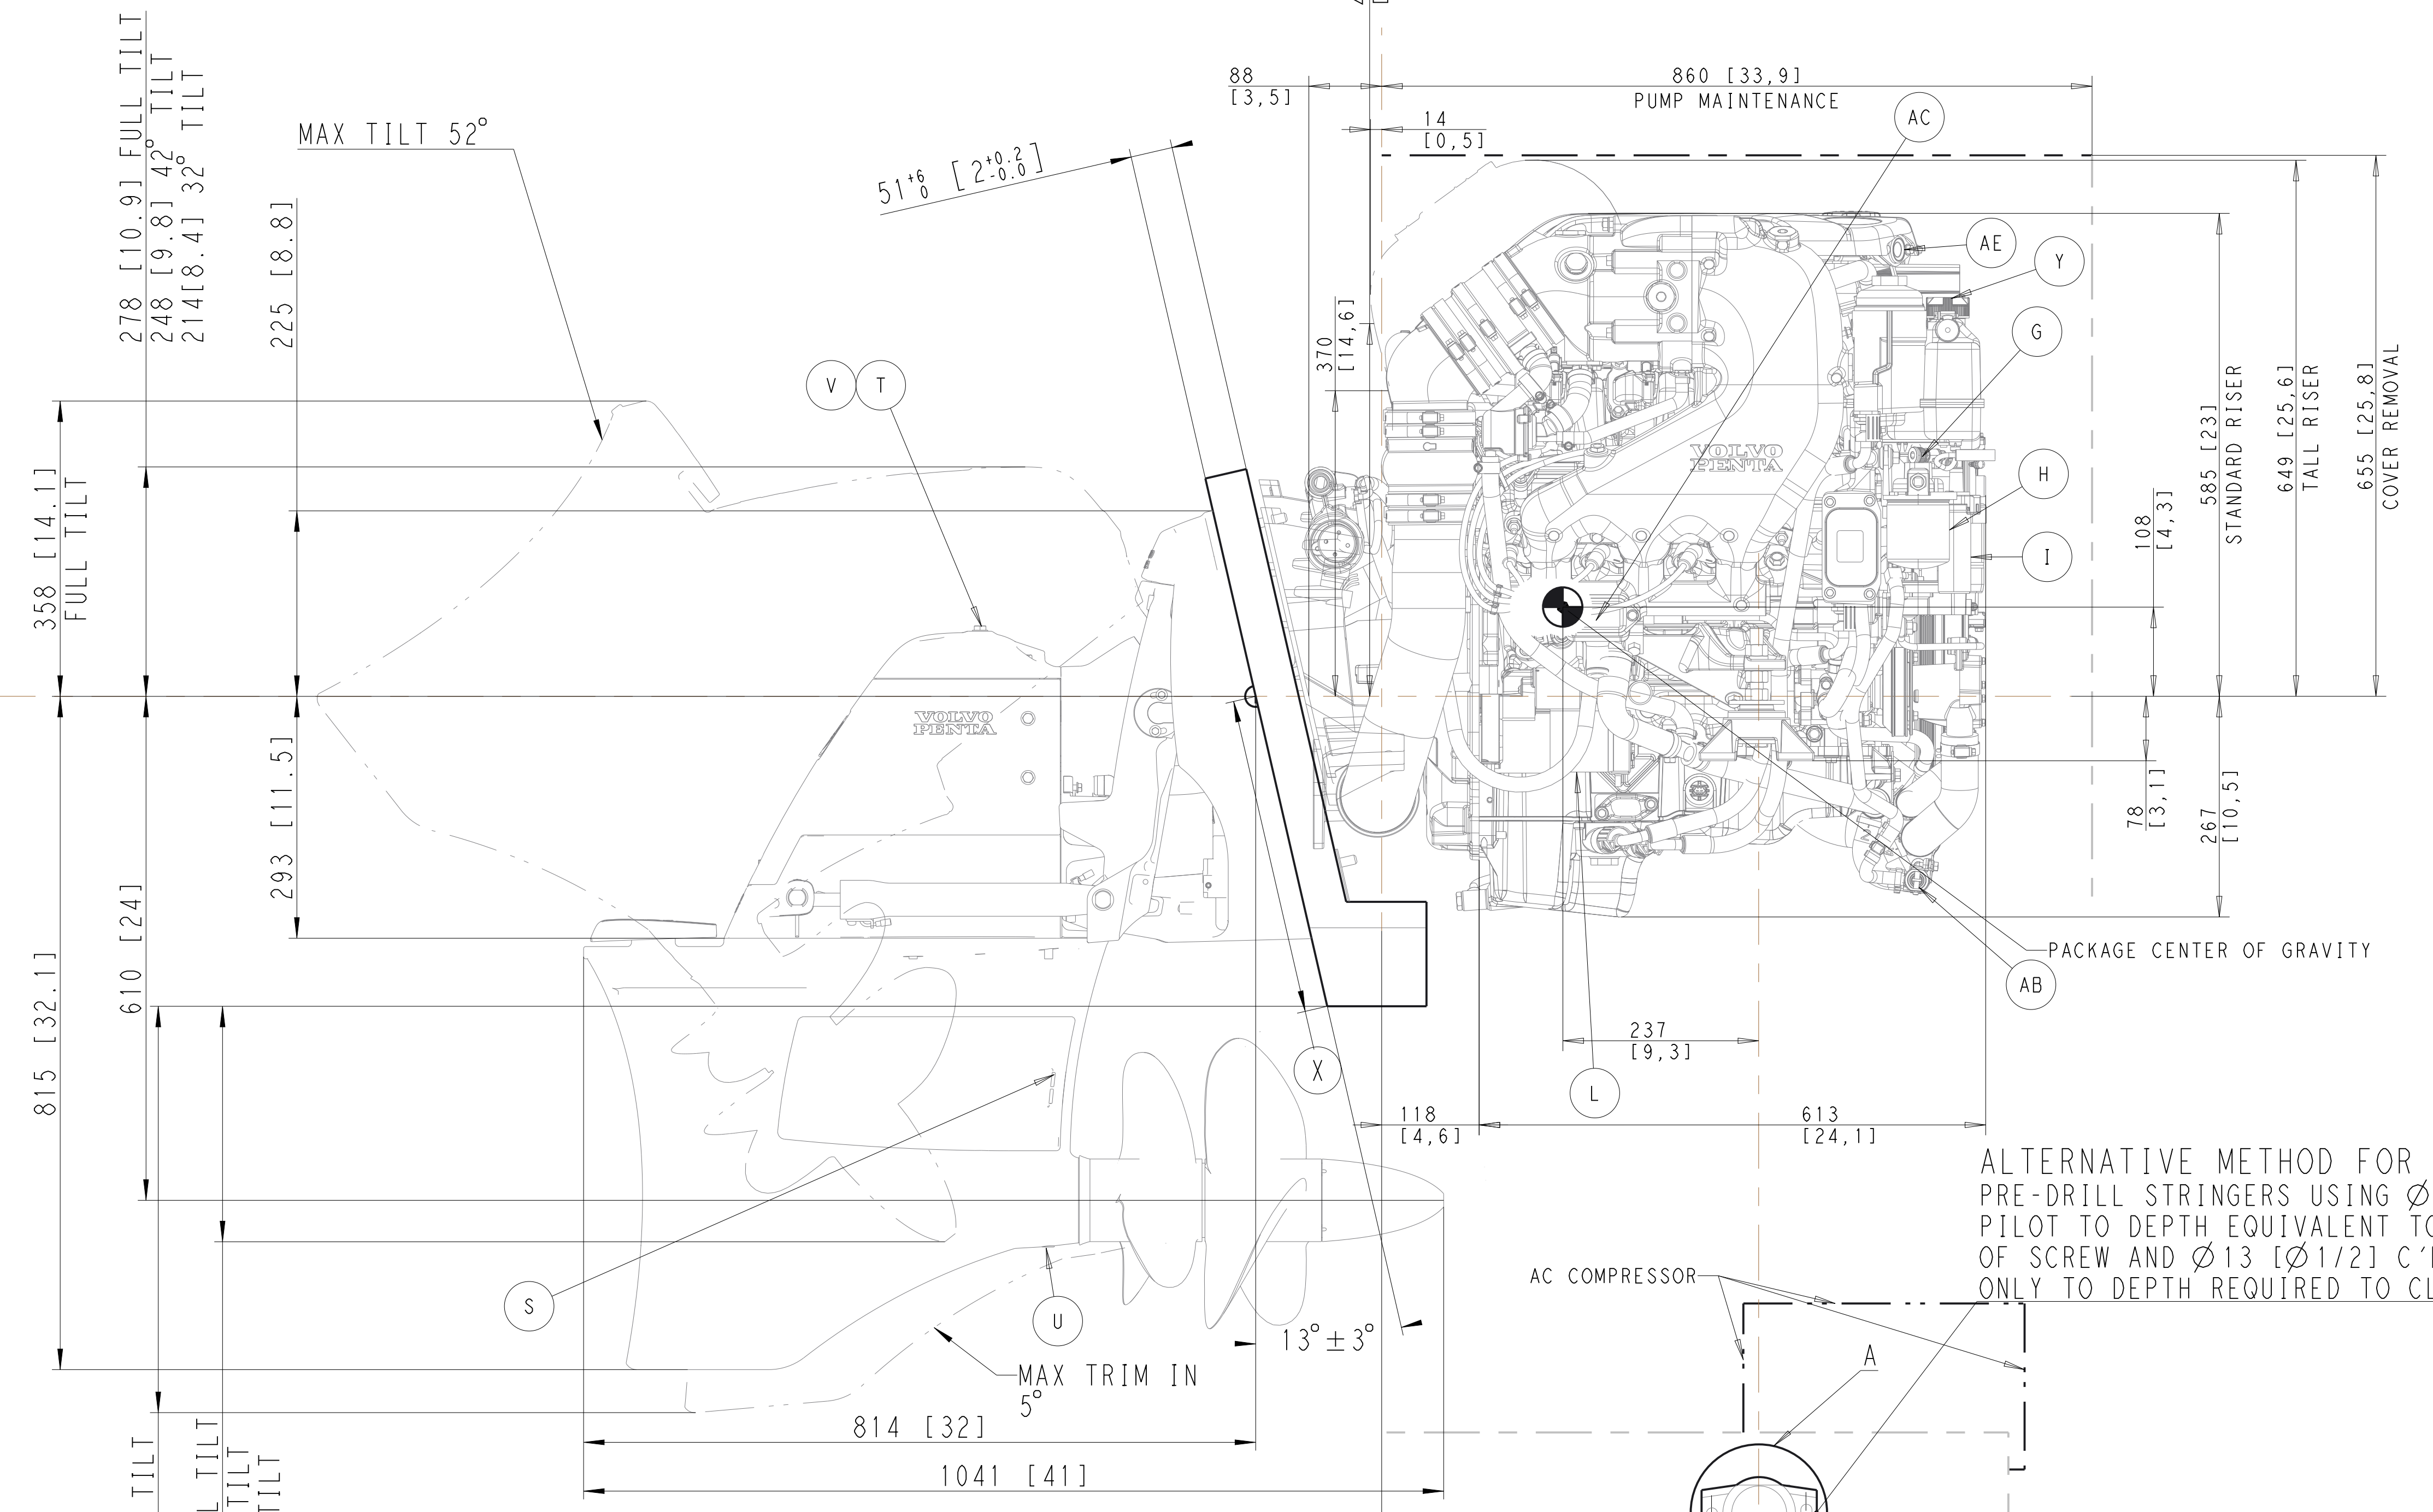 278 [10.9] FULL TILT
248 [9.8] 42° TILT
214[8.4] 32° TILT
225 [8.8]
MAX TILT 52°
51 +6 0 [2 +0.2 -0.0]
88
[3,5]
860 [33,9]
PUMP MAINTENANCE
14
[0,5]
AC
AE
Y
G
H
I
370
[14,6]
V
T
358 [14.1]
FULL TILT
VOLVO
PENTA
108
[4,3]
585 [23]
STANDARD RISER
649 [25,6]
TALL RISER
655 [25,8]
COVER REMOVAL
VOLVO
PENTA
293 [11.5]
610 [24]
815 [32.1]
78
[3,1]
267
[10,5]
PACKAGE CENTER OF GRAVITY
AB
237
[9,3]
X
L
118
[4,6]
613
[24,1]
S
U
13°±3°
MAX TRIM IN
5°
814 [32]
1041 [41]
TILT
L TILT
TILT
TILT
ALTERNATIVE METHOD FOR
PRE-DRILL STRINGERS USING Ø
PILOT TO DEPTH EQUIVALENT TO
OF SCREW AND Ø13 [Ø1/2] C'
ONLY TO DEPTH REQUIRED TO CL
AC COMPRESSOR
A